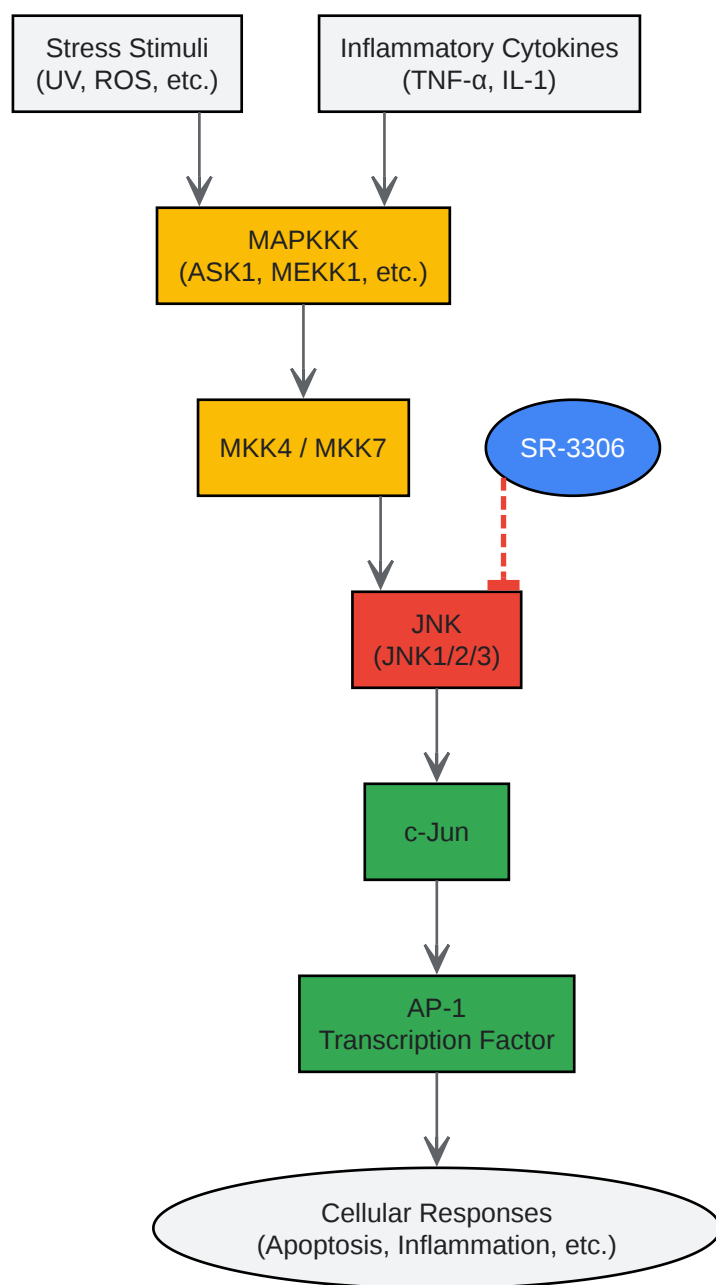 Stress Stimuli
(UV, ROS, etc.)
Inflammatory Cytokines
(TNF-α, IL-1)
MAPKKK
(ASK1, MEKK1, etc.)
MKK4 / MKK7
SR-3306
JNK
(JNK1/2/3)
c-Jun
AP-1
Transcription Factor
Cellular Responses
(Apoptosis, Inflammation, etc.)